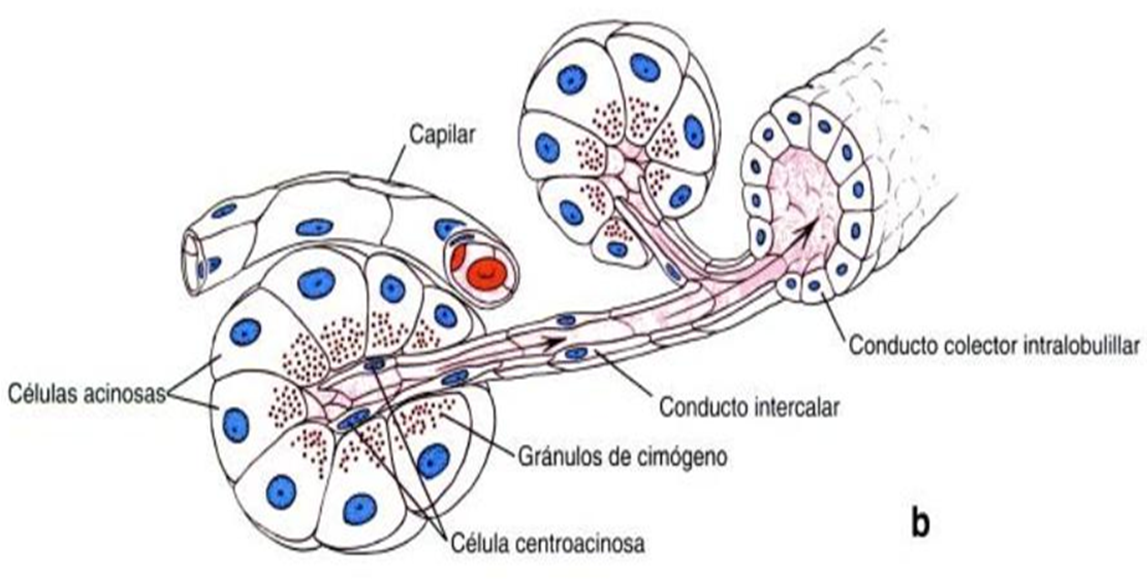 Capilar
Conducto colector intralobulillar
Células acinosas
Conducto intercalar
Gránulos de cimógeno
b
Célula centroacinosa